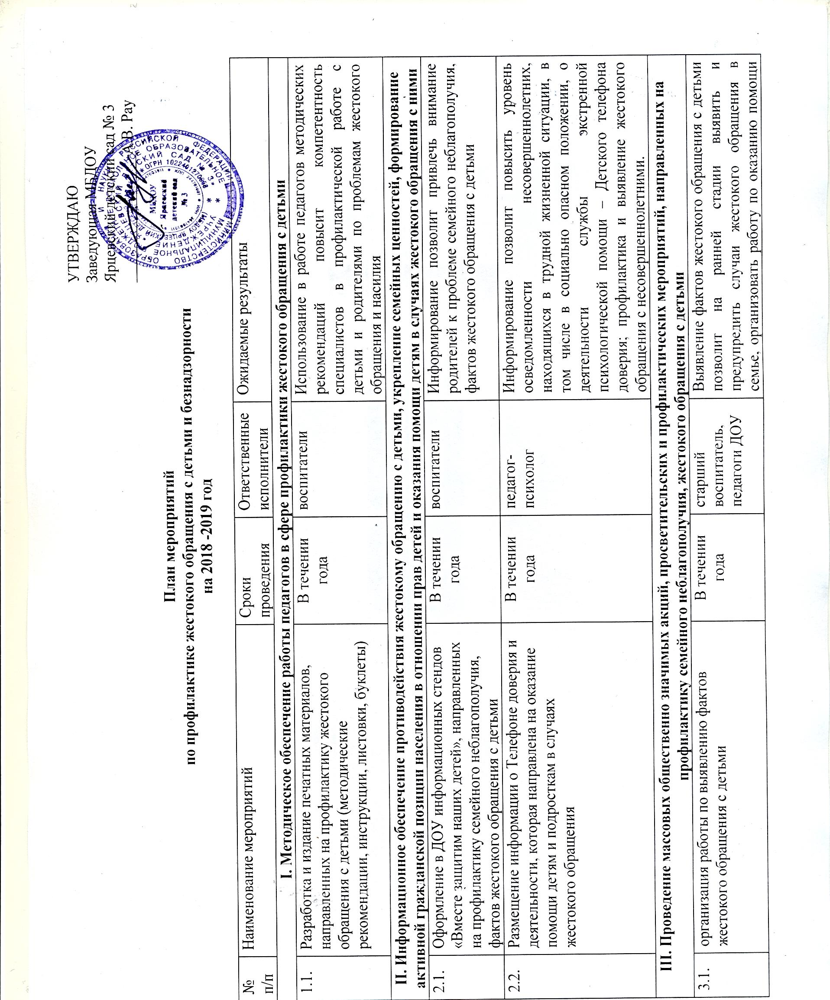 УТВЕРЖДАЮ
Заведующая МБДОУ
Ярцевский детский сад № 3
А.В. Рау
МИНИСТЕРСТВО ОБРАЗОВАНИЯ И НАУКИ РОССИЙСКОЙ ФЕДЕРАЦИИ
МУНИЦИПАЛЬНОЕ БЮДЖЕТНОЕ ДОШКОЛЬНОЕ ОБРАЗОВАТЕЛЬНОЕ
УЧРЕЖДЕНИЕ
ОГРН 1022401270868
МБДОУ
Ярцевский
детский сад
№ 3
План мероприятий
по профилактике жестокого обращения с детьми и безнадзорности
на 2018 -2019 год
№
п/п
Наименование мероприятий
Сроки
проведения
Ответственные
исполнители
Ожидаемые результаты
I. Методическое обеспечение работы педагогов в сфере профилактики жестокого обращения с детьми
1.1.
Разработка и издание печатных материалов,
направленных на профилактику жестокого
обращения с детьми (методические
рекомендации, инструкции, листовки, буклеты)
В течении
года
воспитатели
Использование в работе педагогов методических
рекомендаций повысит компетентность
специалистов в профилактической работе с
детьми и родителями по проблемам жестокого
обращения и насилия
II. Информационное обеспечение противодействия жестокому обращению с детьми, укрепление семейных ценностей, формирование
активной гражданской позиции населения в отношении прав детей и оказания помощи детям в случаях жестокого обращения с ними
2.1.
Оформление в ДОУ информационных стендов
«Вместе защитим наших детей», направленных
на профилактику семейного неблагополучия,
фактов жестокого обращения с детьми
В течении
года
воспитатели
Информирование позволит привлечь внимание
родителей к проблеме семейного неблагополучия,
фактов жестокого обращения с детьми
2.2.
Размещение информации о Телефоне доверия и
деятельности, которая направлена на оказание
помощи детям и подросткам в случаях
жестокого обращения
В течении
года
педагог-
психолог
Информирование позволит повысить уровень
осведомленности несовершеннолетних,
находящихся в трудной жизненной ситуации, в
том числе в социально опасном положении, о
деятельности службы экстренной
психологической помощи – Детского телефона
доверия; профилактика и выявление жестокого
обращения с несовершеннолетними.
III. Проведение массовых общественно значимых акций, просветительских и профилактических мероприятий, направленных на
профилактику семейного неблагополучия, жестокого обращения с детьми
3.1.
организация работы по выявлению фактов
жестокого обращения с детьми
В течении
года
старший
воспитатель,
педагоги ДОУ
Выявление фактов жестокого обращения с детьми
позволит на ранней стадии выявить и
предупредить случаи жестокого обращения в
семье, организовать работу по оказанию помощи